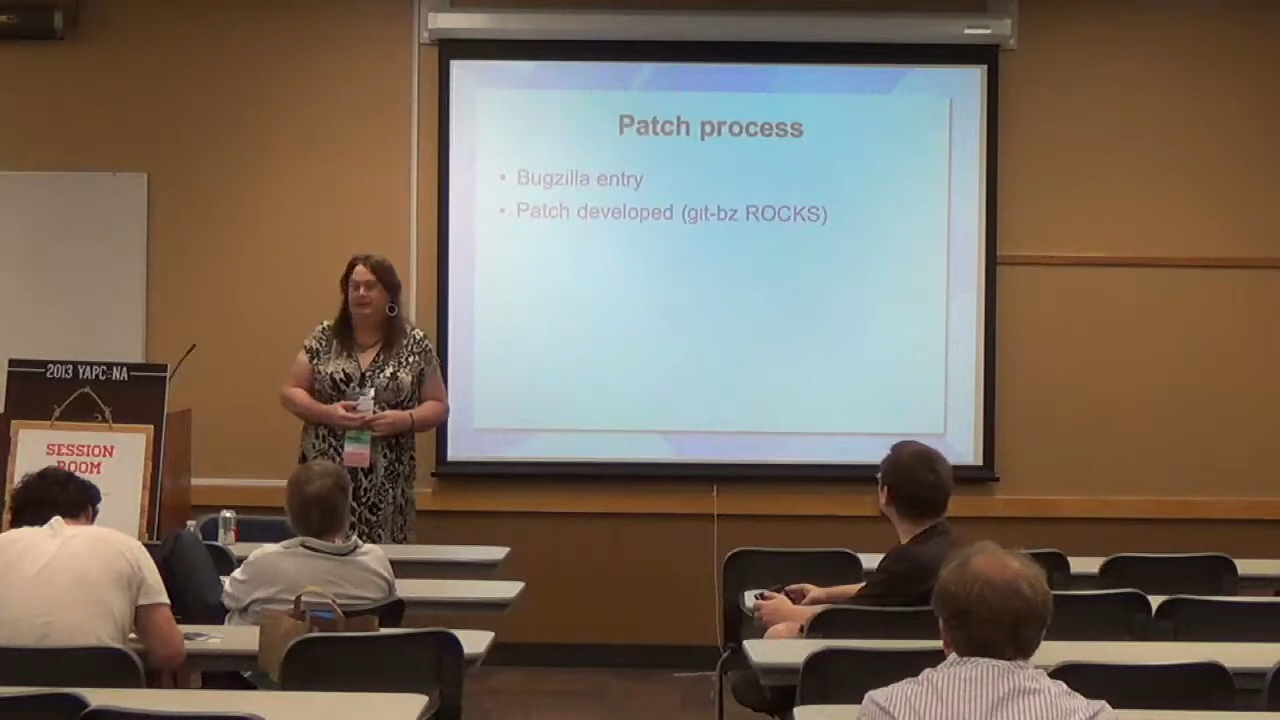 Patch process
• Bugzilla entry
• Patch developed (git-bz ROCKS)
2013 YAPC::NA
SESSION
ROOM